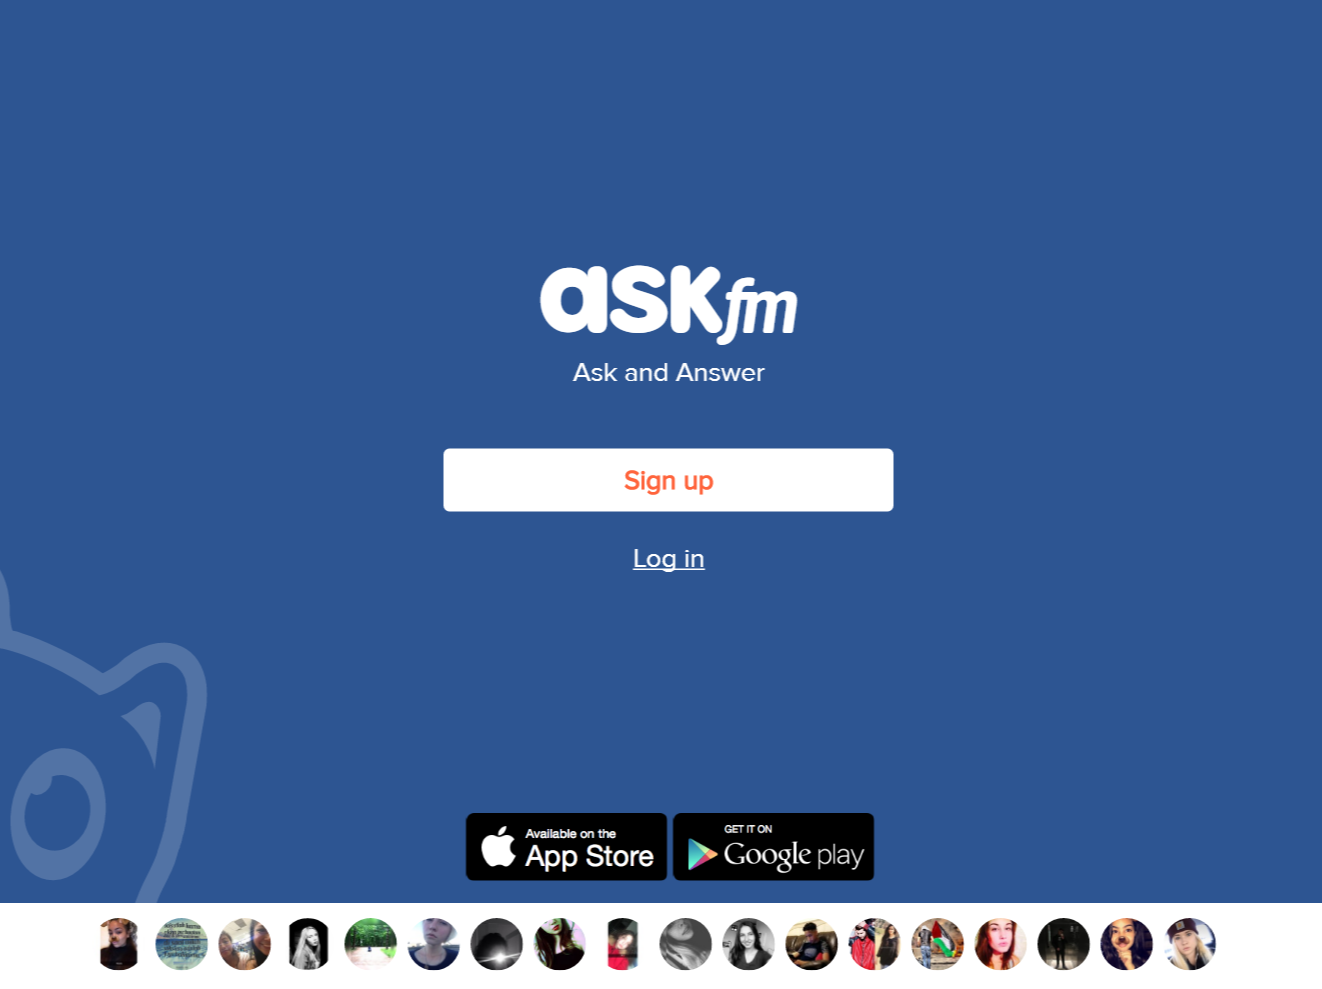 askfm
Ask and Answer
Sign up
Log in
Available on the
App Store
GET IT ON
Google play